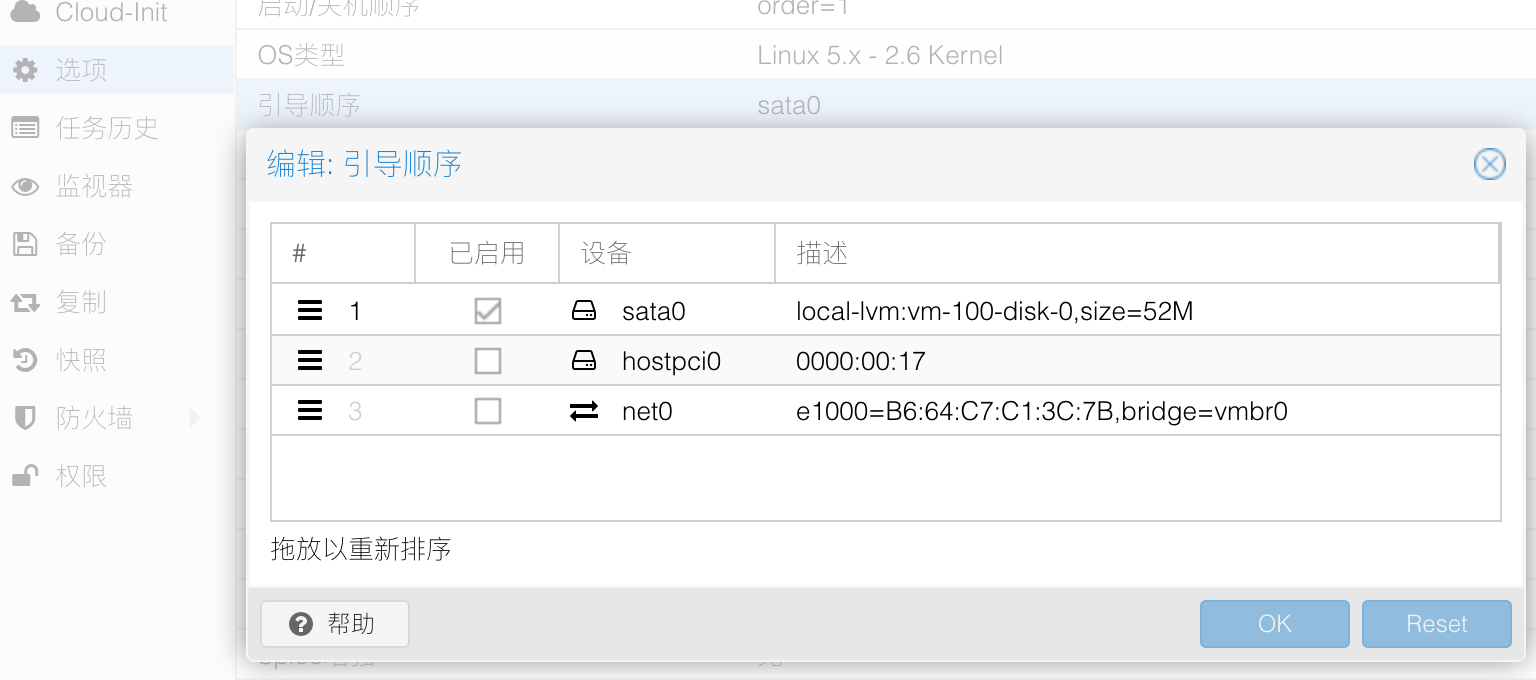 Cloud-Init
启动/关机顺序 order=1
OS类型 Linux 5.x - 2.6 Kernel
选项
引导顺序 sata0
任务历史
监视器
备份
复制
快照
防火墙
权限
编辑: 引导顺序
# 已启用 设备 描述
1 sata0 local-lvm:vm-100-disk-0,size=52M
2 hostpci0 0000:00:17
3 net0 e1000=B6:64:C7:C1:3C:7B,bridge=vmbr0
拖放以重新排序
帮助 OK Reset